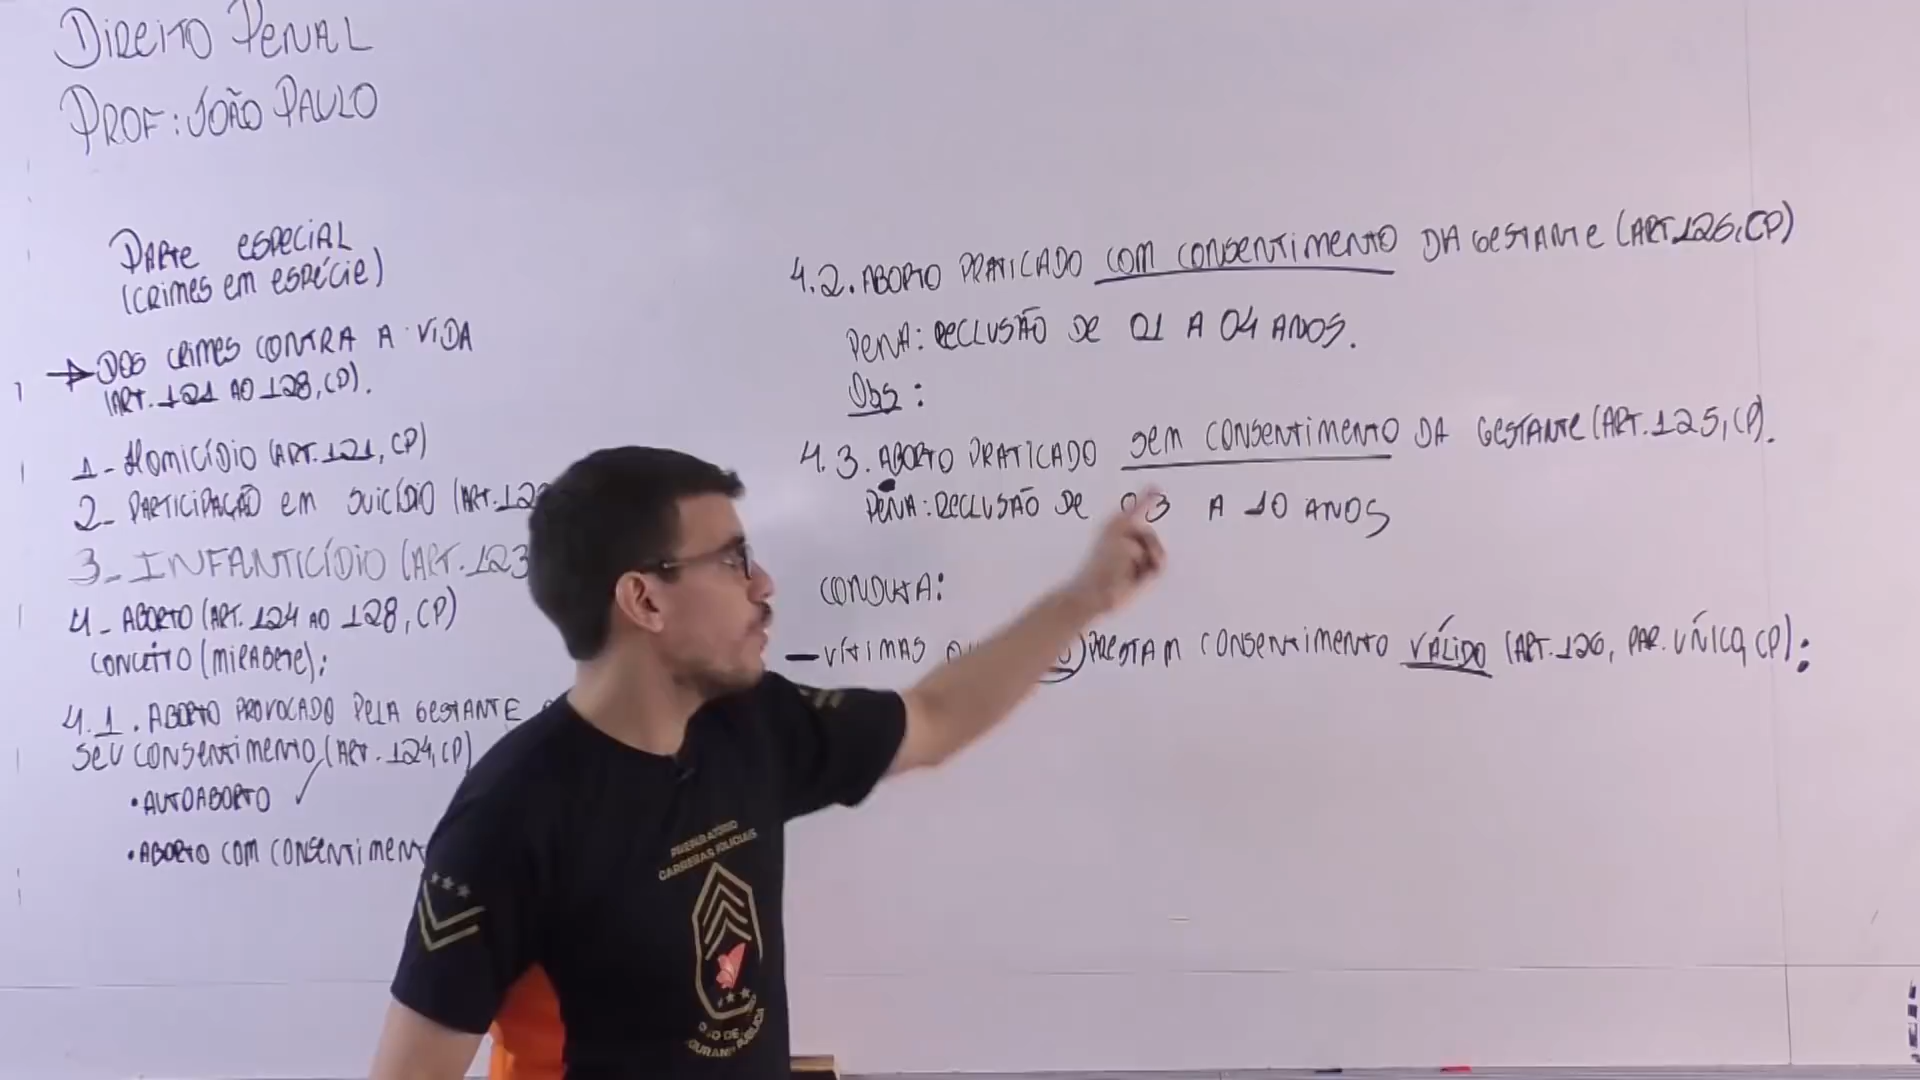 DIREITO PENAL
PROF: JOÃO PAULO
PARTE ESPECIAL
(CRIMES EM ESPÉCIE)
DOS CRIMES CONTRA A VIDA
(ART. 121 AO 128, CP).
1- HOMICÍDIO (ART. 121, CP)
2- PARTICIPAÇÃO EM SUICÍDIO (ART. 122
3- INFANTICÍDIO (ART. 123
4- ABORTO (ART. 124 AO 128, CP)
CONCEITO (MIRABETE);
4.1. ABORTO PROVOCADO PELA GESTANTE
SEU CONSENTIMENTO (ART. 124, CP)
• AUTOABORTO
• ABORTO COM CONSENTIMENT
4.2. ABORTO PRATICADO COM CONSENTIMENTO DA GESTANTE (ART. 126, CP)
PENA: RECLUSÃO DE 01 A 04 ANOS.
Obs:
4.3. ABORTO PRATICADO SEM CONSENTIMENTO DA GESTANTE (ART. 125, CP).
PENA: RECLUSÃO DE 03 A 10 ANOS
CONDUTA:
- VÍTIMAS PRESTAM CONSENTIMENTO VÁLIDO (ART. 126, PAR. ÚNICO, CP):
PREPARATÓRIO
CARREIRAS POLICIAIS